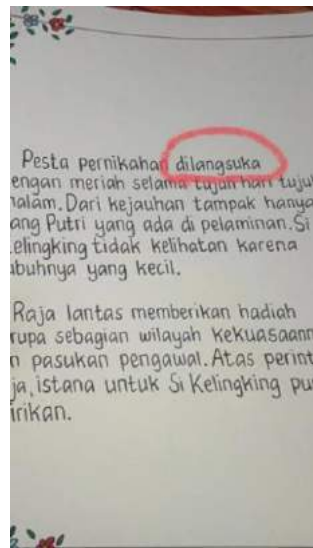 Pesta pernikahan dilangsuka
engan meriah selama tujuh hari tuju
alam. Dari kejauhan tampak hanya
ang Putri yang ada di pelaminan. Si
elingking tidak kelihatan karena
ubuhnya yang kecil.
Raja lantas memberikan hadiah
rupa sebagian wilayah kekuasaann
n pasukan pengawal. Atas perint
ja, istana untuk Si Kelingking pu
irikan.